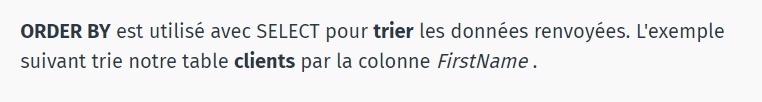 ORDER BY est utilisé avec SELECT pour trier les données renvoyées. L'exemple
suivant trie notre table clients par la colonne FirstName .